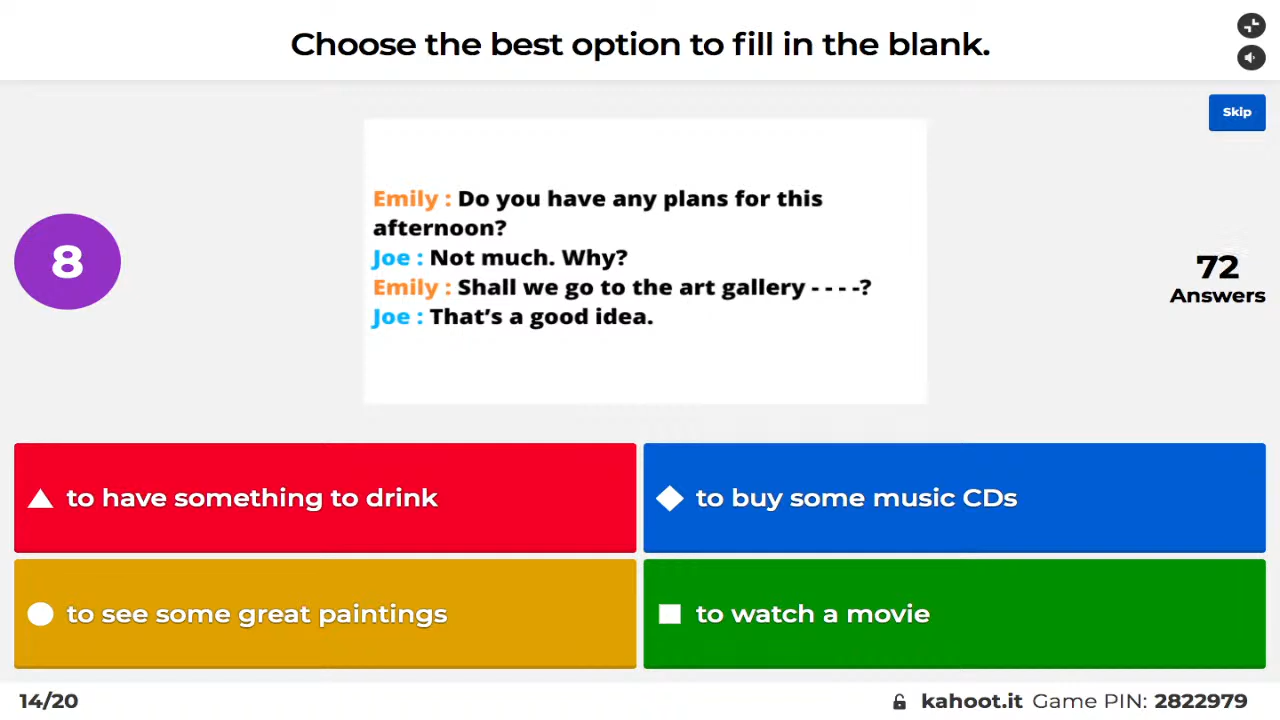 Choose the best option to fill in the blank.
Skip
Emily : Do you have any plans for this
afternoon?
Joe : Not much. Why?
Emily : Shall we go to the art gallery - - - -?
Joe : That's a good idea.
8
72
Answers
to have something to drink
to buy some music CDs
to see some great paintings
to watch a movie
14/20
kahoot.it Game PIN: 2822979